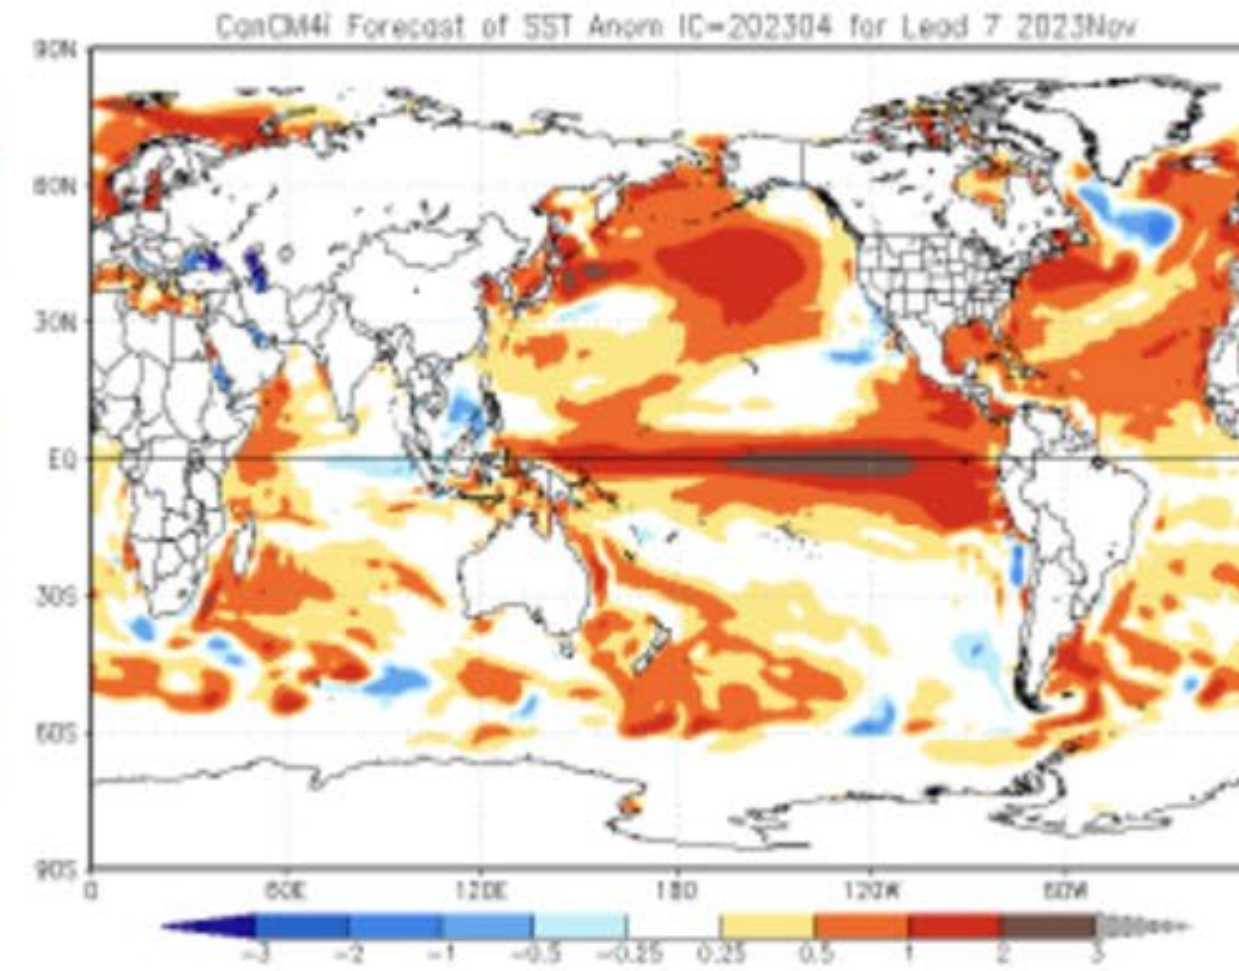 CanCM4i Forecast of SST Anom IC=202304 for Lead 7 2023Nov
90N
60N
30N
EQ
30S
60S
90S
0 60E 120E 180 120W 60W
-3 -2 -1 -0.5 -0.25 0.25 0.5 1 2 3